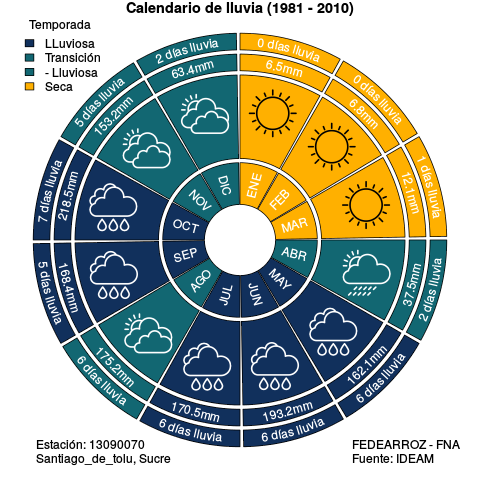 Calendario de lluvia (1981 - 2010)
Temporada
LLuviosa
Transición
- Lluviosa
Seca
0 días lluvia
6.5mm
ENE
0 días lluvia
6.8mm
FEB
1 días lluvia
12.1mm
MAR
2 días lluvia
37.5mm
ABR
6 días lluvia
162.1mm
MAY
6 días lluvia
193.2mm
JUN
6 días lluvia
170.5mm
JUL
6 días lluvia
175.2mm
AGO
5 días lluvia
168.4mm
SEP
7 días lluvia
218.5mm
OCT
5 días lluvia
153.2mm
NOV
2 días lluvia
63.4mm
DIC
Estación: 13090070
Santiago_de_tolu, Sucre
FEDEARROZ - FNA
Fuente: IDEAM